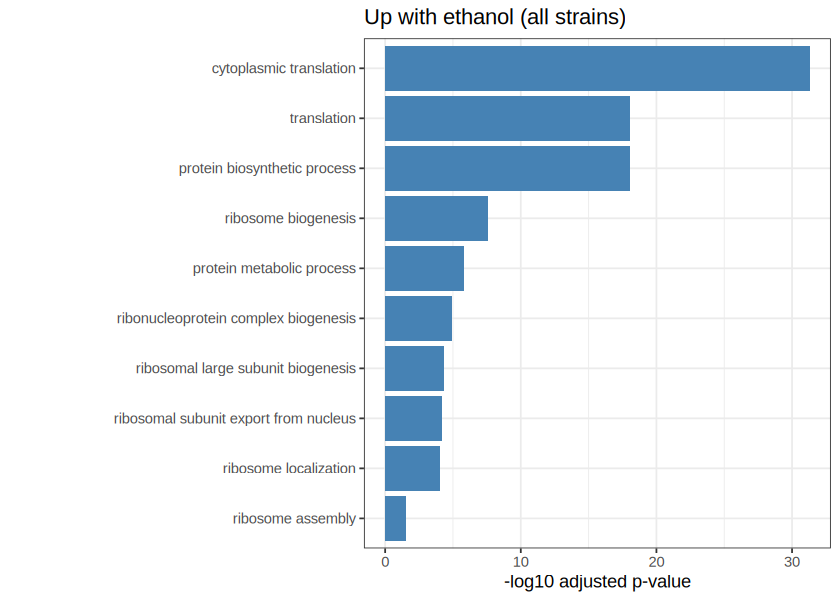 Up with ethanol (all strains)
cytoplasmic translation
translation
protein biosynthetic process
ribosome biogenesis
protein metabolic process
ribonucleoprotein complex biogenesis
ribosomal large subunit biogenesis
ribosomal subunit export from nucleus
ribosome localization
ribosome assembly
0 10 20 30
-log10 adjusted p-value